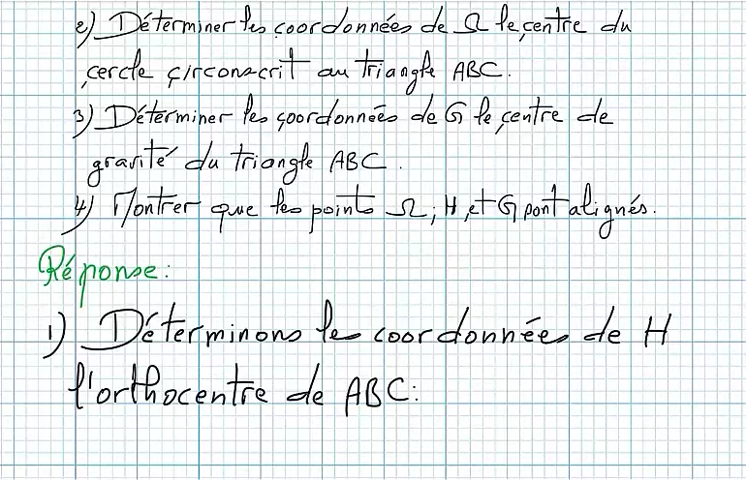 2) Déterminer les coordonnées de Ω le centre du
cercle circonscrit au triangle ABC.
3) Déterminer les coordonnées de G le centre de
gravité du triangle ABC.
4) Montrer que les points Ω, H, et G sont alignés.
Réponse:
1) Déterminons les coordonnées de H
l'orthocentre de ABC: